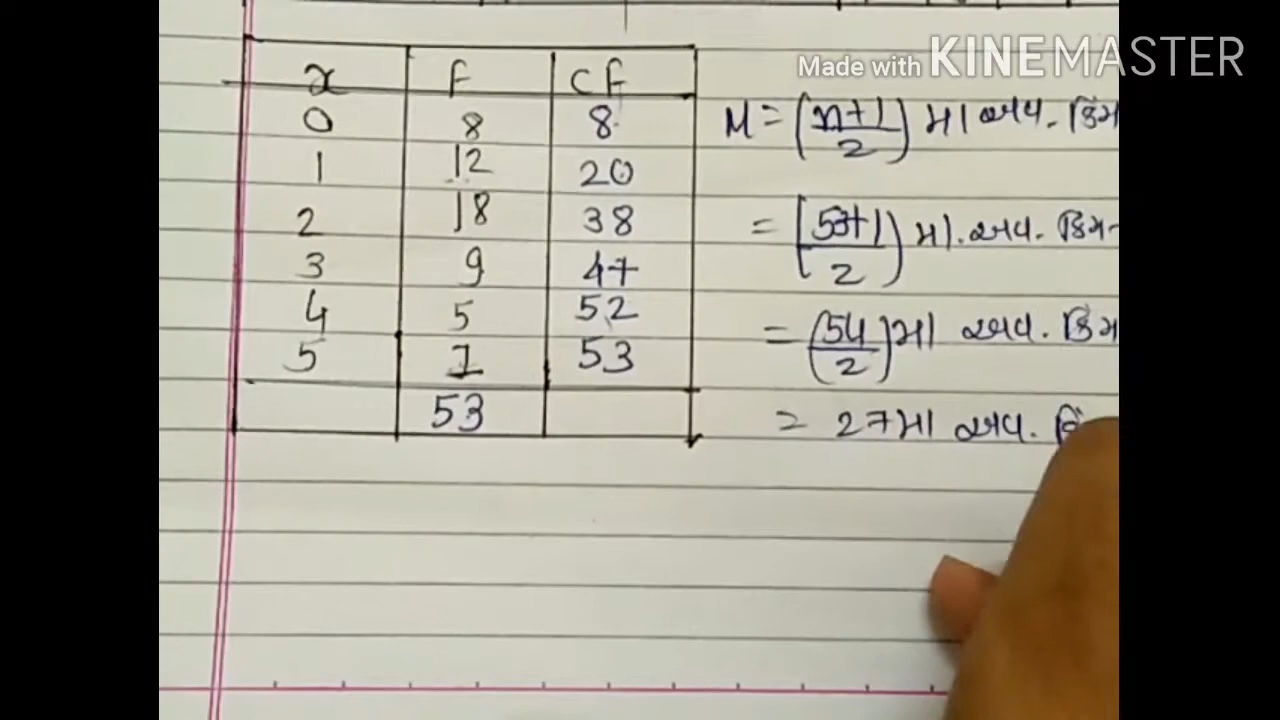 Made with KINEMASTER
x f cf
0 8 8
1 12 20
2 18 38
3 9 47
4 5 52
5 1 53
53
M = (n+1/2) મા અવ. કિંમ
= (53+1/2) મા. અવ. કિંમ
= (54/2) મા અવ. કિંમ
= 27મા અવ.